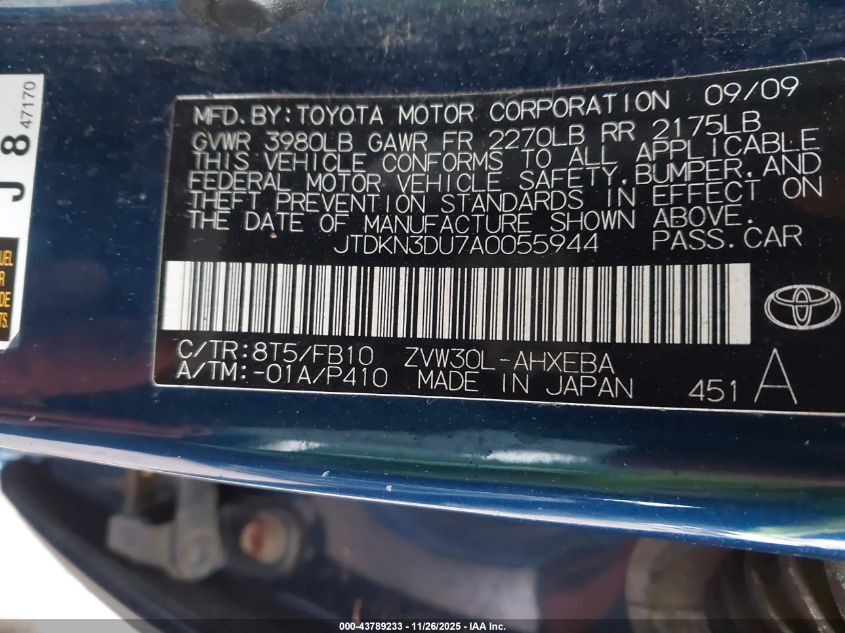 MFD.BY:TOYOTA MOTOR CORPORATION 09/09
GVWR 3980LB GAWR FR 2270LB RR 2175LB
THIS VEHICLE CONFORMS TO ALL APPLICABLE
FEDERAL MOTOR VEHICLE SAFETY,BUMPER,AND
THEFT PREVENTION STANDARDS IN EFFECT ON
THE DATE OF MANUFACTURE SHOWN ABOVE.
JTDKN3DU7A0055944 PASS.CAR
C/TR:8T5/FB10 ZVW30L-AHXEBA
A/TM:-01A/P410 MADE IN JAPAN 451 A
J 8 47170
UEL
R
DE
TS.
000-43789233 | 11/26/2025 - IAA Inc.